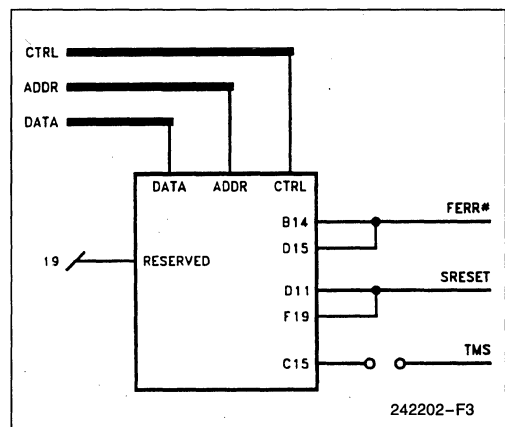 CTRL
ADDR
DATA
DATA ADDR CTRL
B14 FERR#
D15
19 RESERVED
D11 SRESET
F19
C15 TMS
242202-F3